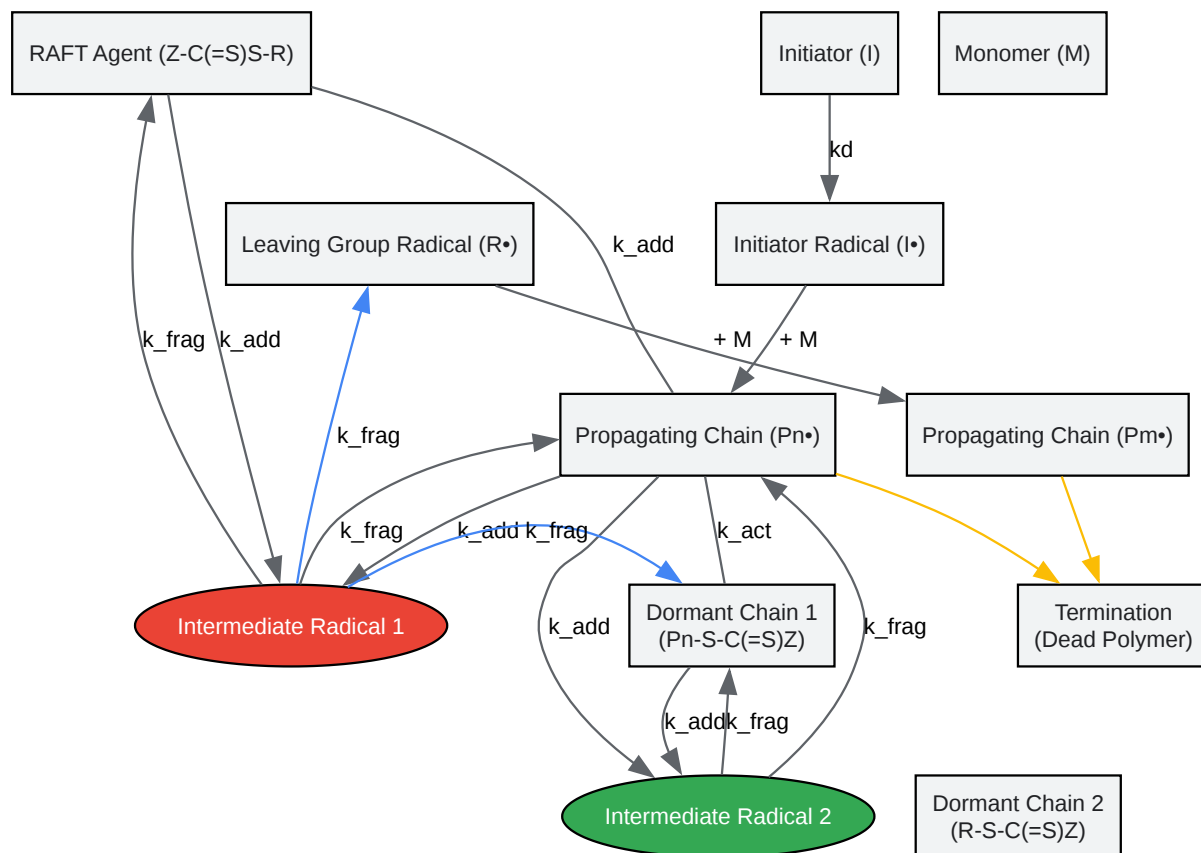 RAFT Agent (Z-C(=S)S-R)
Initiator (I)
Monomer (M)
kd
Leaving Group Radical (R•)
Initiator Radical (I•)
k_add
k_frag
k_add
+ M
+ M
k_frag
Propagating Chain (Pn•)
Propagating Chain (Pm•)
k_frag
k_add
k_frag
k_act
Intermediate Radical 1
k_add
Dormant Chain 1
(Pn-S-C(=S)Z)
k_frag
Termination
(Dead Polymer)
k_add
k_frag
Intermediate Radical 2
Dormant Chain 2
(R-S-C(=S)Z)